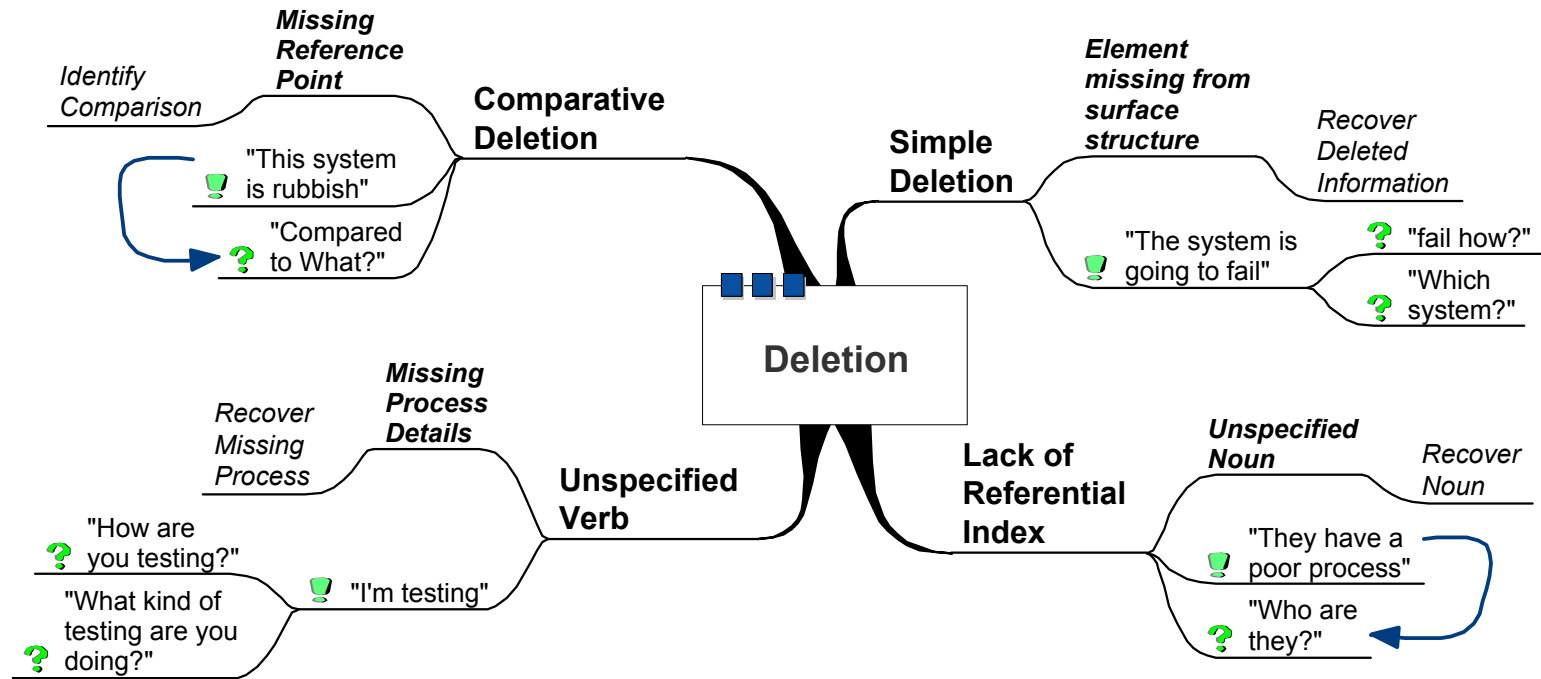 Deletion
Comparative
Deletion
Missing
Reference
Point
Identify
Comparison
"This system
is rubbish"
"Compared
to What?"
Simple
Deletion
Element
missing from
surface
structure
Recover
Deleted
Information
"The system is
going to fail"
"fail how?"
"Which
system?"
Unspecified
Verb
Missing
Process
Details
Recover
Missing
Process
"I'm testing"
"How are
you testing?"
"What kind of
testing are you
doing?"
Lack of
Referential
Index
Unspecified
Noun
Recover
Noun
"They have a
poor process"
"Who are
they?"